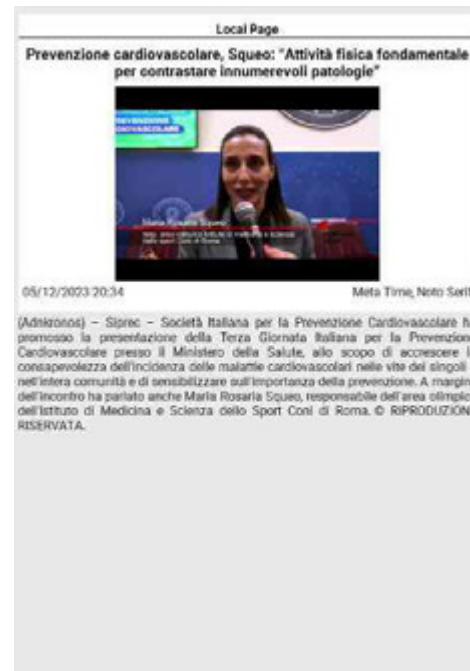 Local Page
Prevenzione cardiovascolare, Squeo: "Attività fisica fondamentale
per contrastare innumerevoli patologie"
PREVENZIONE
CARDIOVASCOLARE
Maria Rosaria Squeo
05/12/2023 20:34
Meta Time, Noto Serif
(Adnkronos) – Siprec – Società Italiana per la Prevenzione Cardiovascolare h
promosso la presentazione della Terza Giornata Italiana per la Prevenzion
Cardiovascolare presso il Ministero della Salute, allo scopo di accrescere l
consapevolezza dell'incidenza delle malattie cardiovascolari nelle vite dei singoli
nell'intera comunità e di sensibilizzare sull'importanza della prevenzione. A margin
dell'incontro ha parlato anche Maria Rosaria Squeo, responsabile dell'area olimpic
dell'Istituto di Medicina e Scienza dello Sport Coni di Roma. © RIPRODUZION
RISERVATA.